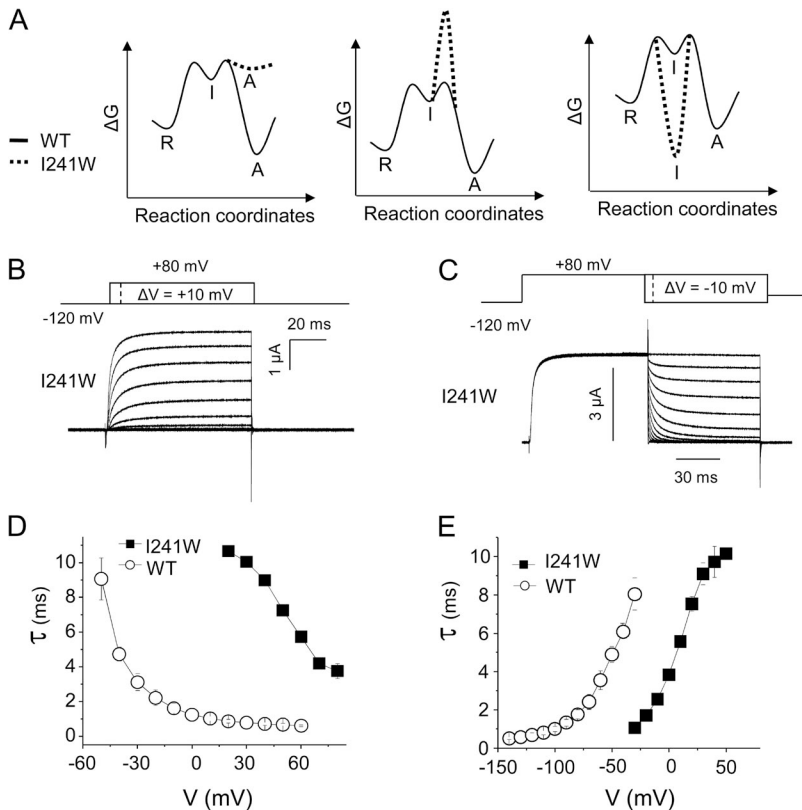 A
ΔG
R
I
A
A
Reaction coordinates
WT
I241W
ΔG
R
I
A
Reaction coordinates
ΔG
R
I
I
A
Reaction coordinates
B
+80 mV
ΔV = +10 mV
-120 mV
20 ms
1 μA
I241W
C
+80 mV
ΔV = -10 mV
-120 mV
I241W
3 μA
30 ms
D
I241W
WT
τ (ms)
10
8
6
4
2
0
-60 -30 0 30 60
V (mV)
E
I241W
WT
τ (ms)
10
8
6
4
2
0
-150 -100 -50 0 50
V (mV)